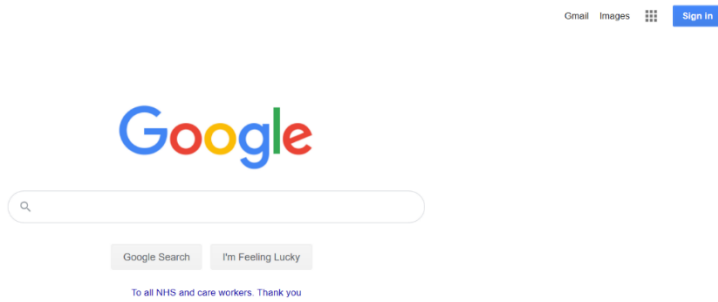 Gmail Images Sign in
Google
Google Search I'm Feeling Lucky
To all NHS and care workers. Thank you